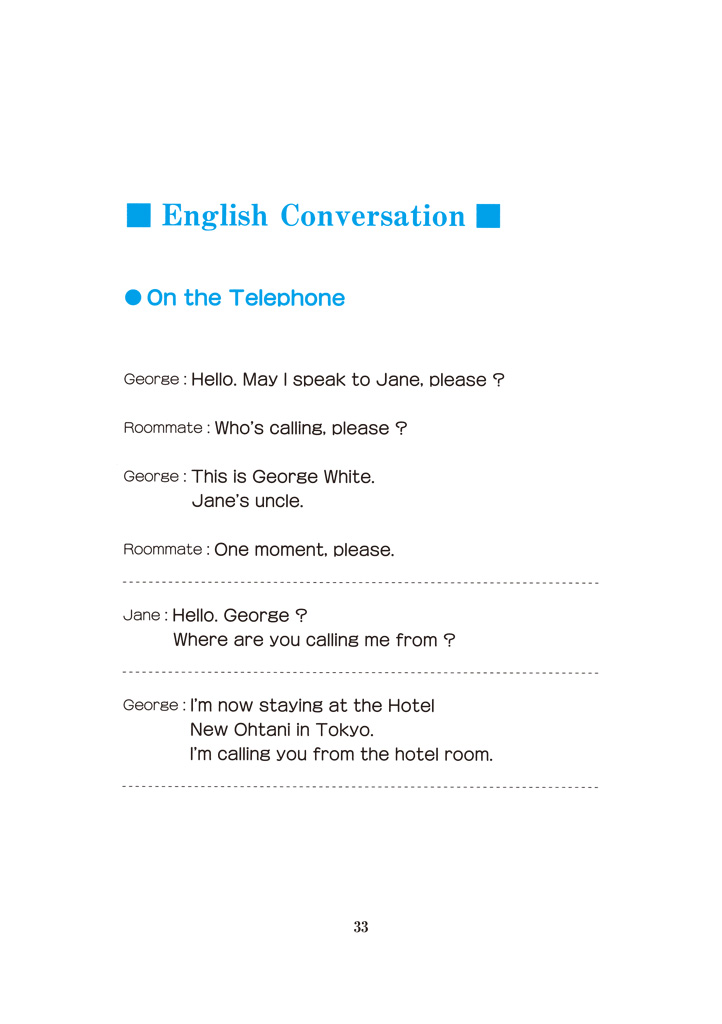 ■ English Conversation ■
● On the Telephone
George : Hello. May I speak to Jane, please ?
Roommate : Who's calling, please ?
George : This is George White.
Jane's uncle.
Roommate : One moment, please.
Jane : Hello. George ?
Where are you calling me from ?
George : I'm now staying at the Hotel
New Ohtani in Tokyo.
I'm calling you from the hotel room.
33